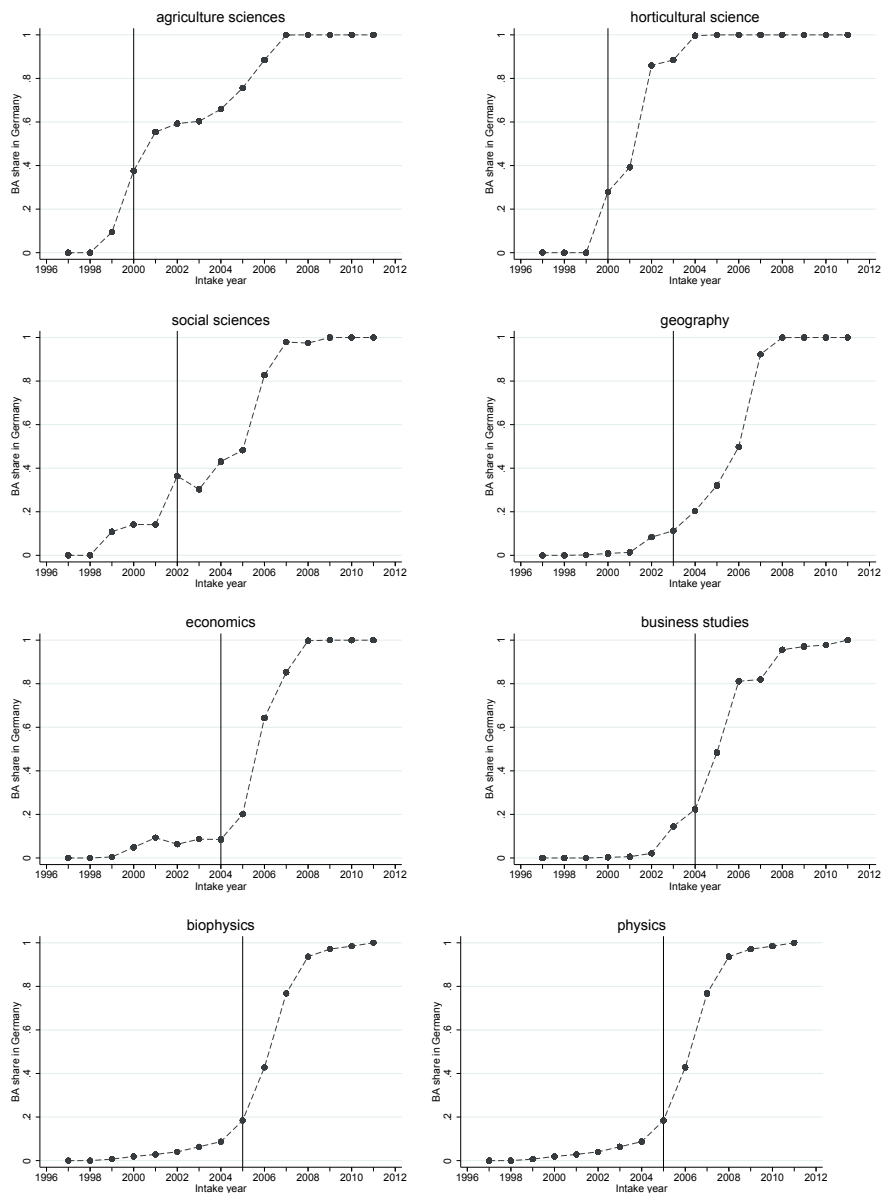 agriculture sciences
BA share in Germany
0 .2 .4 .6 .8 1
1996 1998 2000 2002 2004 2006 2008 2010 2012
Intake year
horticultural science
BA share in Germany
0 .2 .4 .6 .8 1
1996 1998 2000 2002 2004 2006 2008 2010 2012
Intake year
social sciences
BA share in Germany
0 .2 .4 .6 .8 1
1996 1998 2000 2002 2004 2006 2008 2010 2012
Intake year
geography
BA share in Germany
0 .2 .4 .6 .8 1
1996 1998 2000 2002 2004 2006 2008 2010 2012
Intake year
economics
BA share in Germany
0 .2 .4 .6 .8 1
1996 1998 2000 2002 2004 2006 2008 2010 2012
Intake year
business studies
BA share in Germany
0 .2 .4 .6 .8 1
1996 1998 2000 2002 2004 2006 2008 2010 2012
Intake year
biophysics
BA share in Germany
0 .2 .4 .6 .8 1
1996 1998 2000 2002 2004 2006 2008 2010 2012
Intake year
physics
BA share in Germany
0 .2 .4 .6 .8 1
1996 1998 2000 2002 2004 2006 2008 2010 2012
Intake year